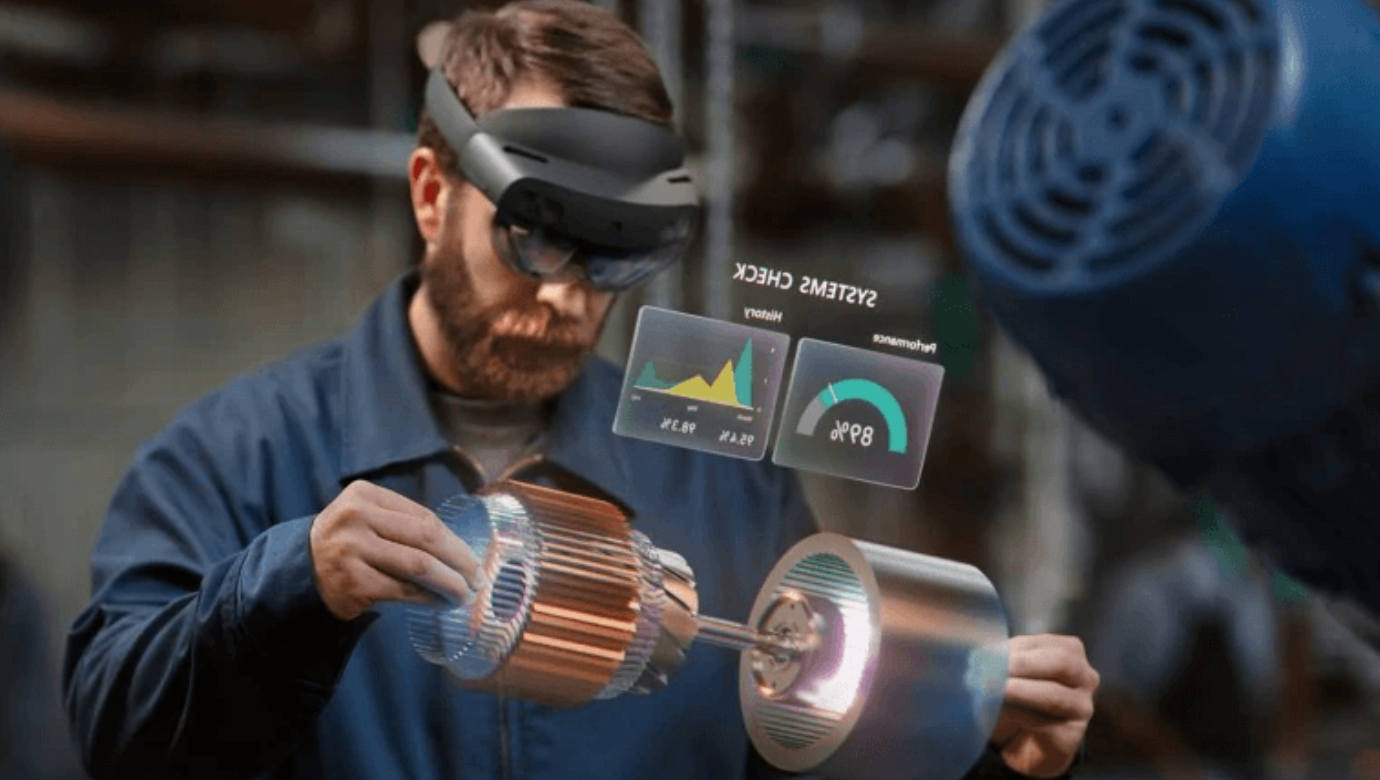 SYSTEMS CHECK
Performance
History
89%
95.4%
98.3%